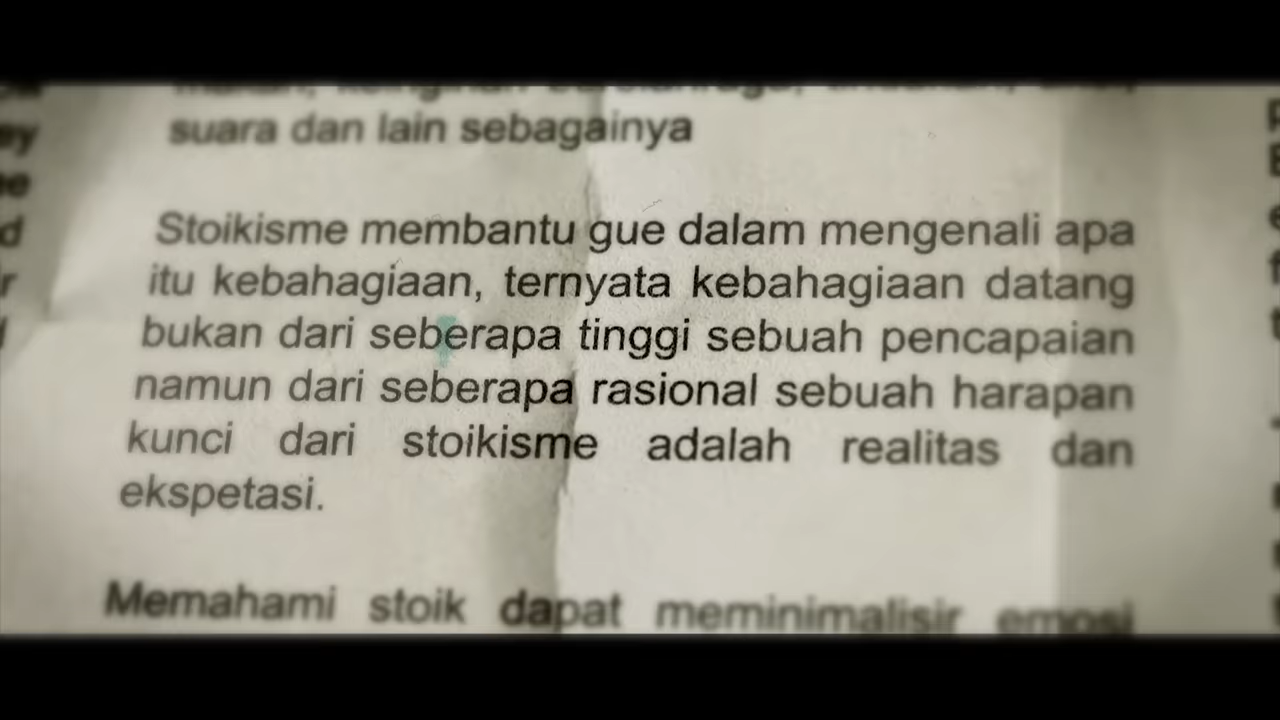 suara dan lain sebagainya
Stoikisme membantu gue dalam mengenali apa
itu kebahagiaan, ternyata kebahagiaan datang
bukan dari seberapa tinggi sebuah pencapaian
namun dari seberapa rasional sebuah harapan
kunci dari stoikisme adalah realitas dan
ekspetasi.
Memahami stoik dapat meminimalisir emosi